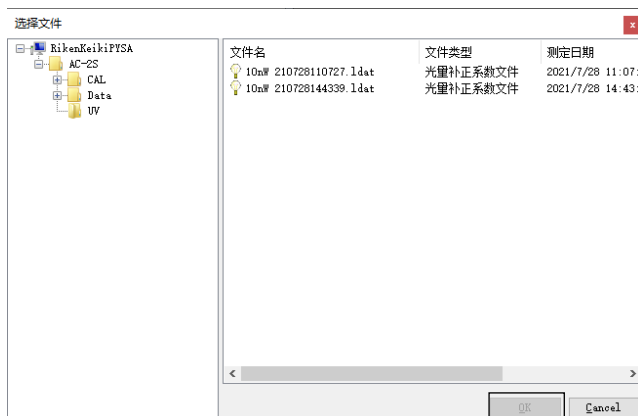 选择文件
x
RikenKeikiPYSA
AC-2S
CAL
Data
UV
文件名 文件类型 测定日期
10nW 210728110727.ldat 光量补正系数文件 2021/7/28 11:07:
10nW 210728144339.ldat 光量补正系数文件 2021/7/28 14:43:
OK Cancel